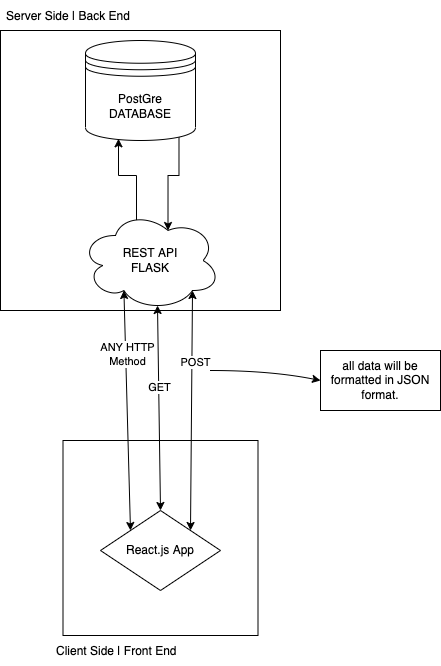 Server Side | Back End
PostGre
DATABASE
REST API
FLASK
ANY HTTP
Method
POST
GET
all data will be
formatted in JSON
format.
React.js App
Client Side | Front End